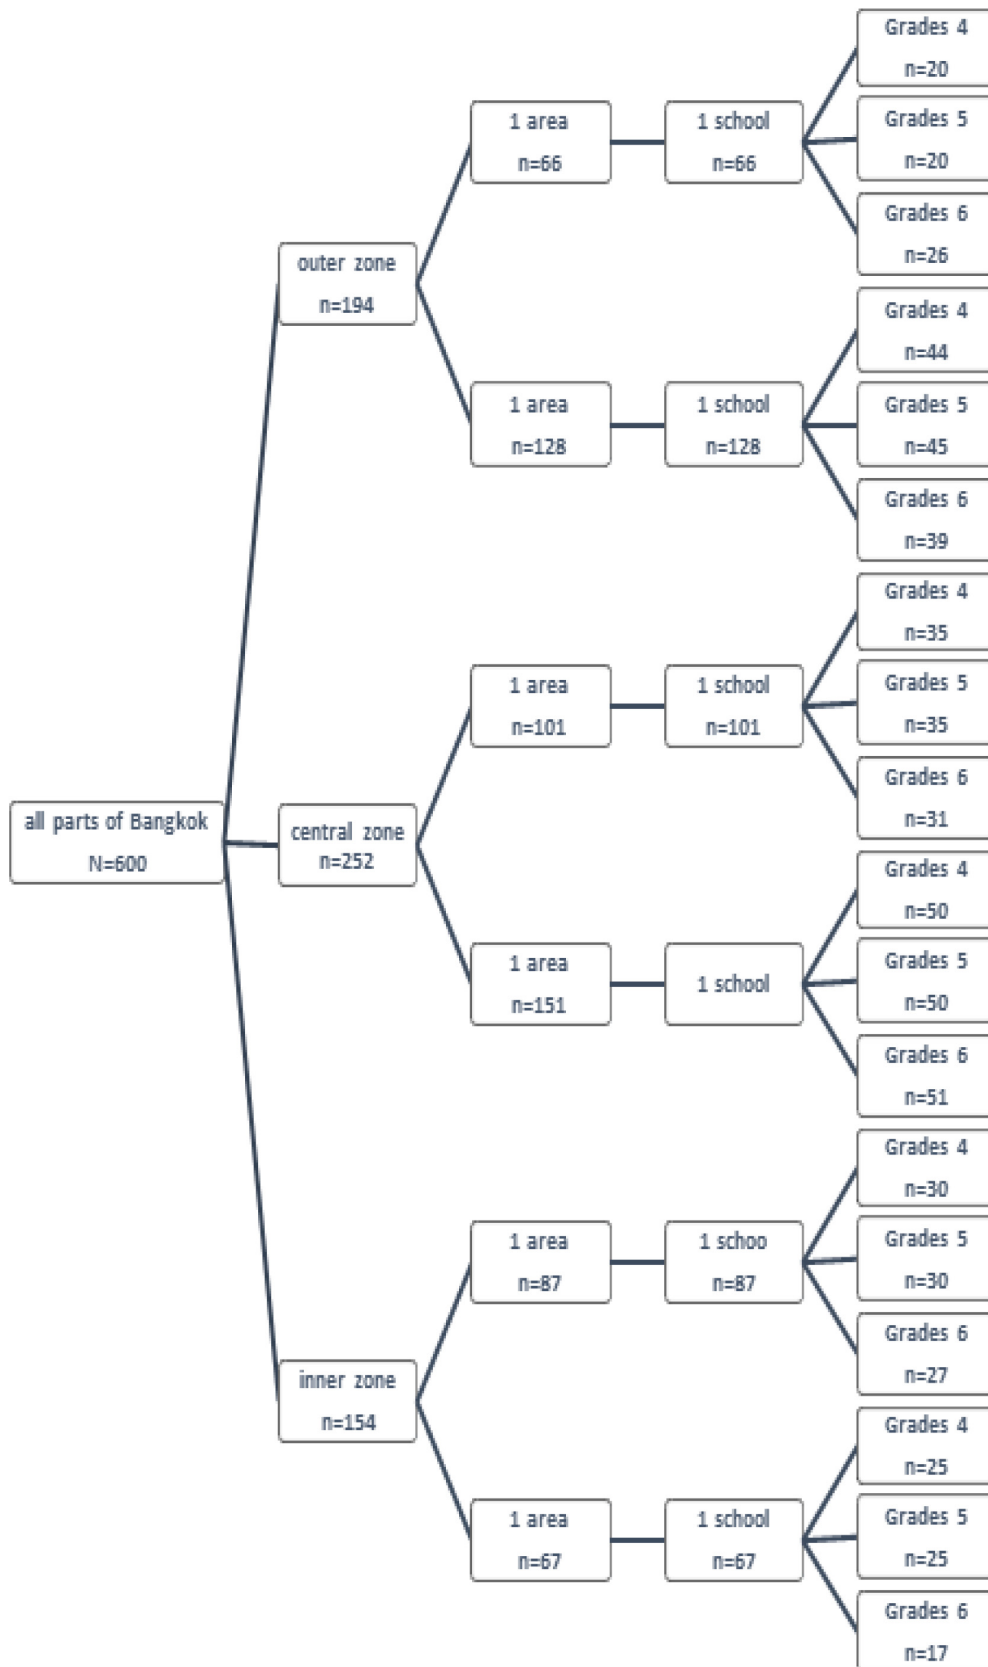 all parts of Bangkok
N=600
outer zone
n=194
1 area
n=66
1 school
n=66
Grades 4
n=20
Grades 5
n=20
Grades 6
n=26
1 area
n=128
1 school
n=128
Grades 4
n=44
Grades 5
n=45
Grades 6
n=39
central zone
n=252
1 area
n=101
1 school
n=101
Grades 4
n=35
Grades 5
n=35
Grades 6
n=31
1 area
n=151
1 school
Grades 4
n=50
Grades 5
n=50
Grades 6
n=51
inner zone
n=154
1 area
n=87
1 schoo
n=87
Grades 4
n=30
Grades 5
n=30
Grades 6
n=27
1 area
n=67
1 school
n=67
Grades 4
n=25
Grades 5
n=25
Grades 6
n=17